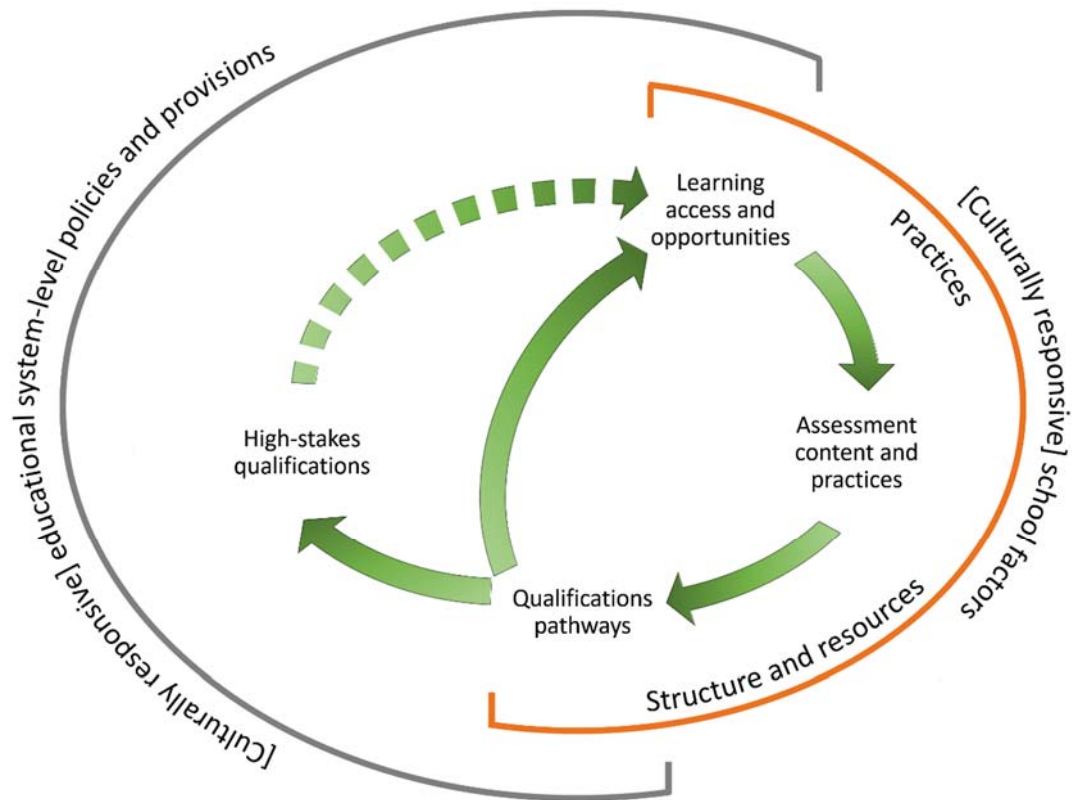 [Culturally responsive] educational system-level policies and provisions
Learning
access and
opportunities
Practices
[Culturally responsive] school factors
High-stakes
qualifications
Assessment
content and
practices
Qualifications
pathways
Structure and resources